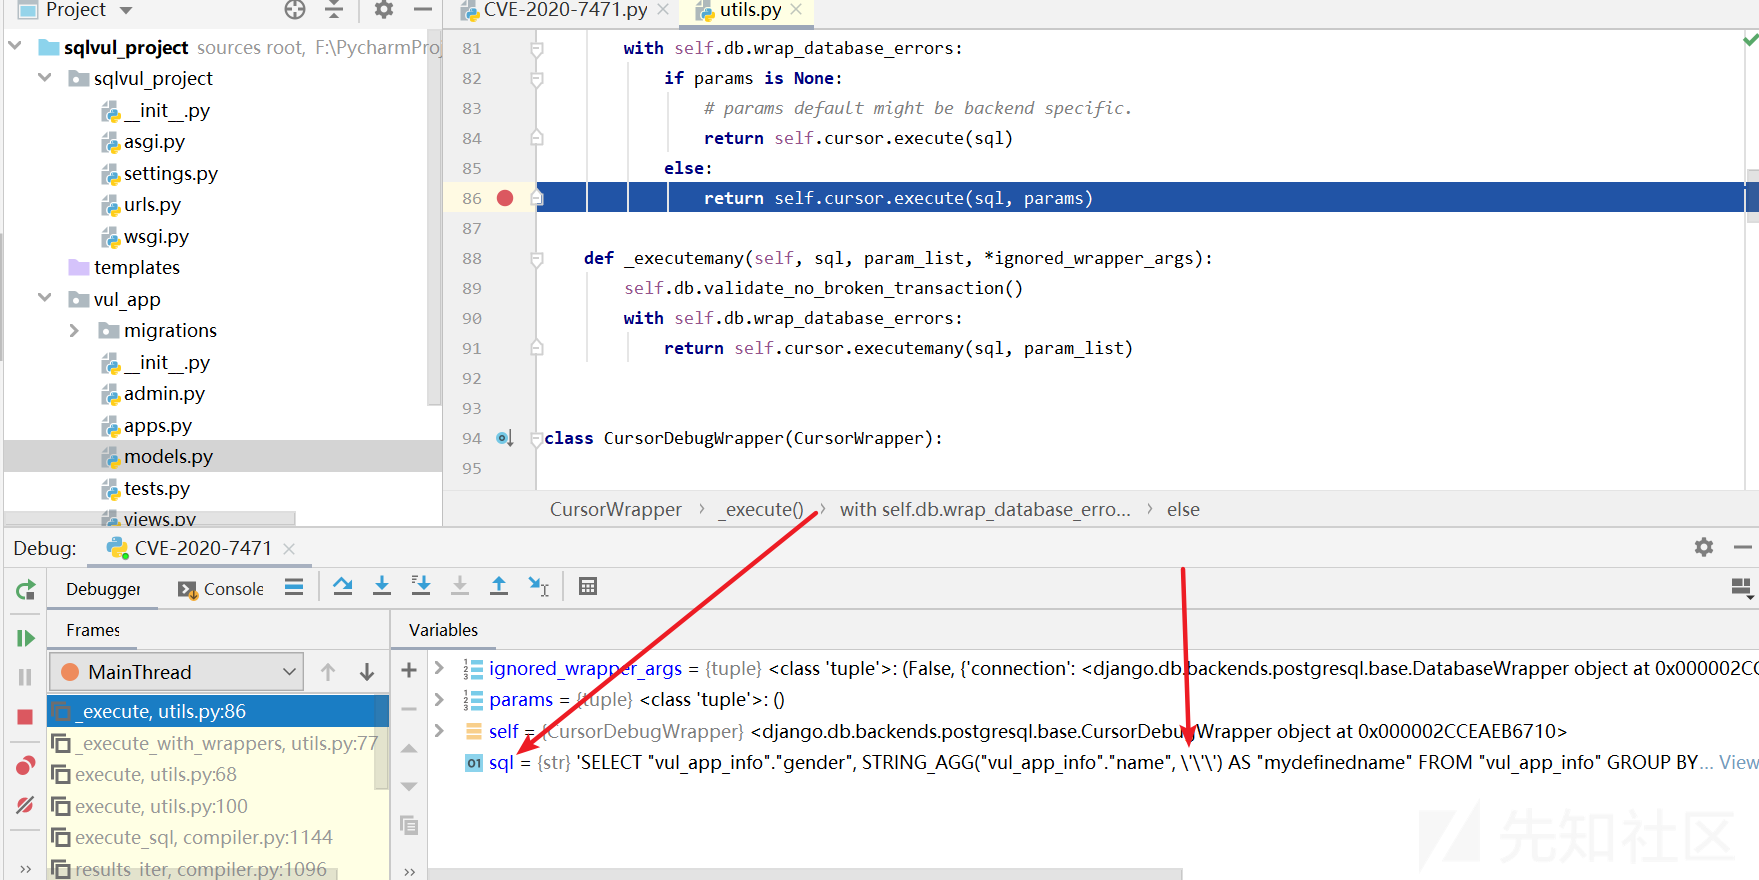 Project
CVE-2020-7471.py
utils.py
sqlvul_project sources root, F:\PycharmPro
sqlvul_project
__init__.py
asgi.py
settings.py
urls.py
wsgi.py
templates
vul_app
migrations
__init__.py
admin.py
apps.py
models.py
tests.py
views.py
81 with self.db.wrap_database_errors:
82 if params is None:
83 # params default might be backend specific.
84 return self.cursor.execute(sql)
85 else:
86 return self.cursor.execute(sql, params)
87
88 def _executemany(self, sql, param_list, *ignored_wrapper_args):
89 self.db.validate_no_broken_transaction()
90 with self.db.wrap_database_errors:
91 return self.cursor.executemany(sql, param_list)
92
93
94 class CursorDebugWrapper(CursorWrapper):
95
CursorWrapper › _execute() › with self.db.wrap_database_erro... › else
Debug: CVE-2020-7471
Debugger Console
Frames
MainThread
_execute, utils.py:86
_execute_with_wrappers, utils.py:77
execute, utils.py:68
execute, utils.py:100
execute_sql, compiler.py:1144
results_iter, compiler.py:1096
Variables
ignored_wrapper_args = {tuple} <class 'tuple'>: (False, {'connection': <django.db.backends.postgresql.base.DatabaseWrapper object at 0x000002CC
params = {tuple} <class 'tuple'>: ()
self = {CursorDebugWrapper} <django.db.backends.postgresql.base.CursorDebugWrapper object at 0x000002CCEAEB6710>
01 sql = {str} 'SELECT "vul_app_info"."gender", STRING_AGG("vul_app_info"."name", \'\'\') AS "mydefinedname" FROM "vul_app_info" GROUP BY... View
先知社区